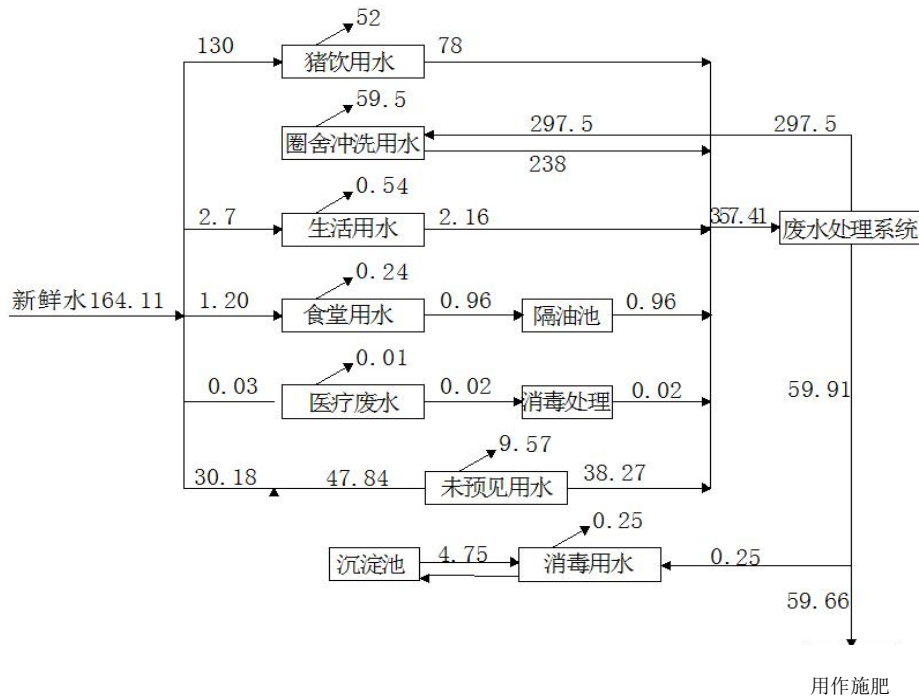 52
130
猪饮用水
78
59.5
圈舍冲洗用水
297.5
297.5
238
0.54
2.7
生活用水
2.16
357.41
废水处理系统
0.24
新鲜水164.11
1.20
食堂用水
0.96
隔油池
0.96
0.01
0.03
医疗废水
0.02
消毒处理
0.02
59.91
9.57
30.18
47.84
未预见用水
38.27
0.25
沉淀池
4.75
消毒用水
0.25
59.66
用作施肥